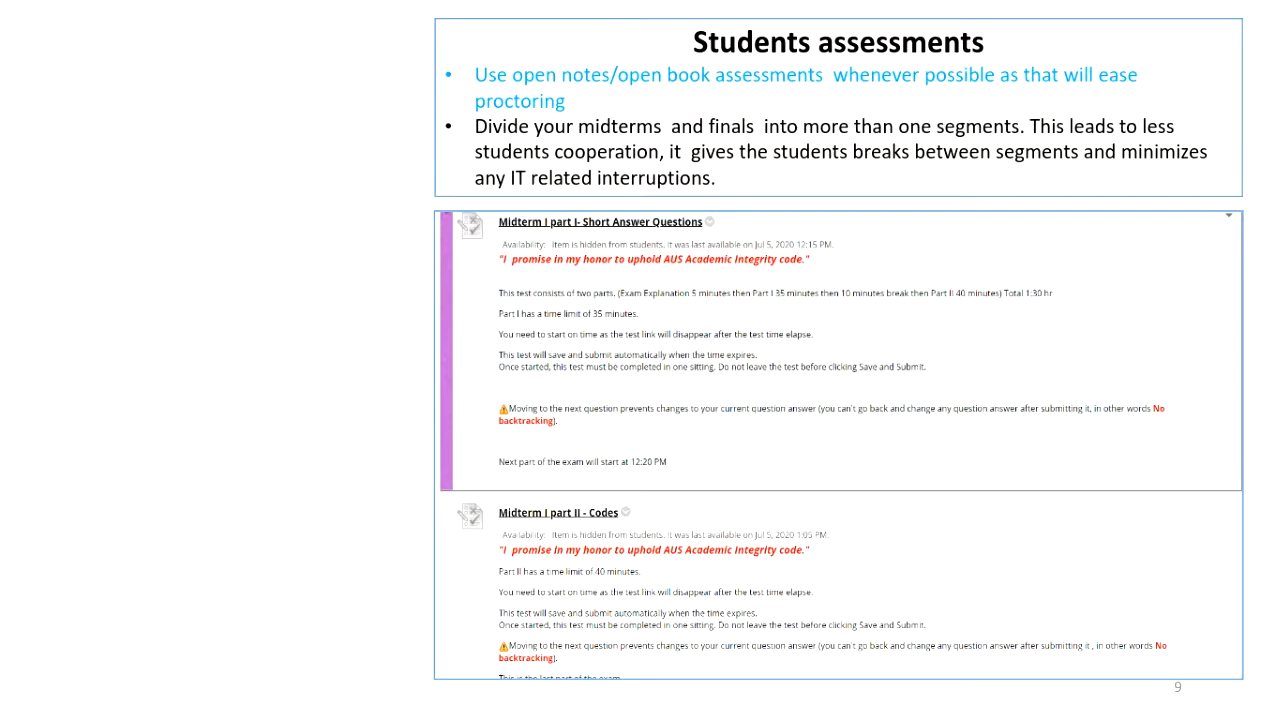 Students assessments
• Use open notes/open book assessments  whenever possible as that will ease
proctoring
• Divide your midterms  and finals  into more than one segments. This leads to less
students cooperation, it  gives the students breaks between segments and minimizes
any IT related interruptions.
Midterm I part I- Short Answer Questions
Availability:  Item is hidden from students. It was last available on Jul 5, 2020 12:15 PM.
"I  promise in my honor to uphold AUS Academic Integrity code."
This test consists of two parts. (Exam Explanation 5 minutes then Part I 35 minutes then 10 minutes break then Part II 40 minutes) Total 1:30 hr
Part I has a time limit of 35 minutes.
You need to start on time as the test link will disappear after the test time elapse.
This test will save and submit automatically when the time expires.
Once started, this test must be completed in one sitting. Do not leave the test before clicking Save and Submit.
⚠Moving to the next question prevents changes to your current question answer (you can't go back and change any question answer after submitting it, in other words No
backtracking).
Next part of the exam will start at 12:20 PM
Midterm I part II - Codes
Availability:  Item is hidden from students. It was last available on Jul 5, 2020 1:05 PM.
"I  promise in my honor to uphold AUS Academic Integrity code."
Part II has a time limit of 40 minutes.
You need to start on time as the test link will disappear after the test time elapse.
This test will save and submit automatically when the time expires.
Once started, this test must be completed in one sitting. Do not leave the test before clicking Save and Submit.
⚠Moving to the next question prevents changes to your current question answer (you can't go back and change any question answer after submitting it , in other words No
backtracking).
This is the last part of the exam
9